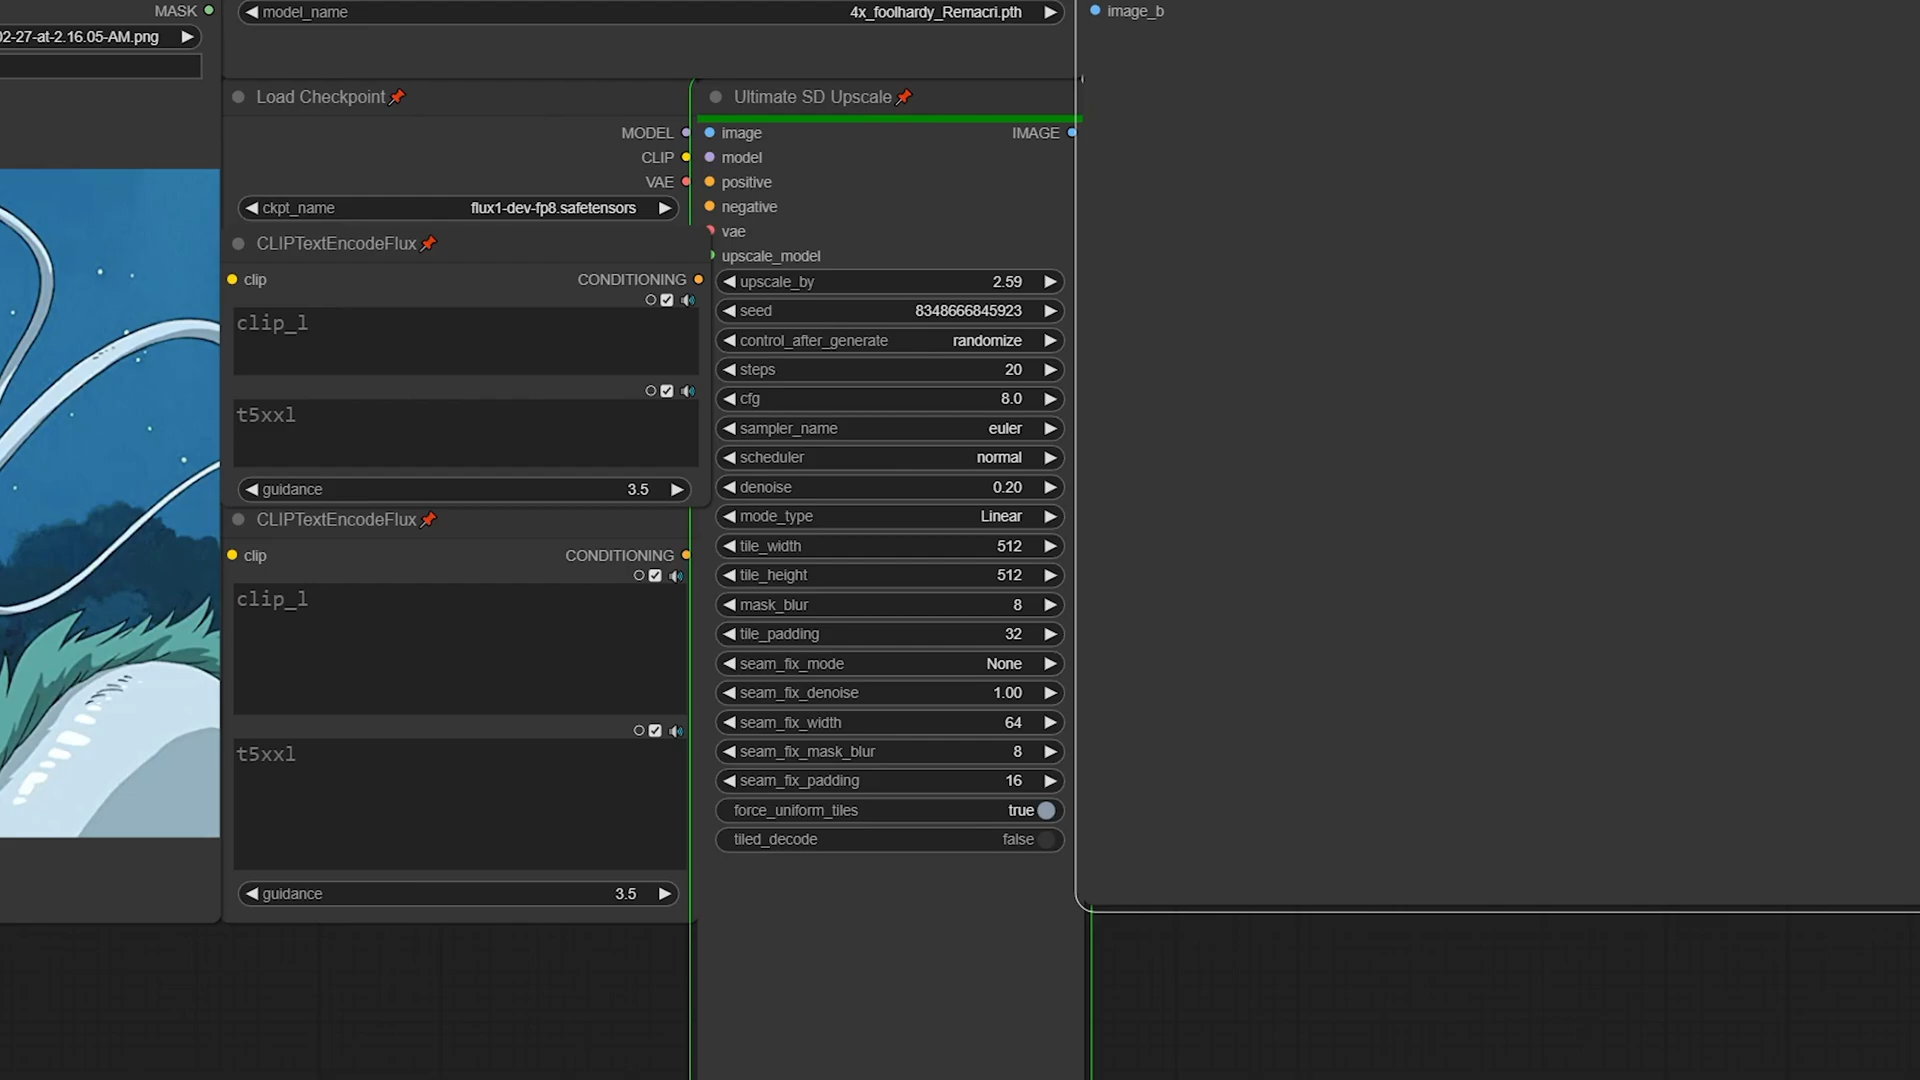 MASK
02-27-at-2.16.05-AM.png
model_name 4x_foolhardy_Remacri.pth
Load Checkpoint
MODEL
CLIP
VAE
ckpt_name flux1-dev-fp8.safetensors
CLIPTextEncodeFlux
clip CONDITIONING
clip_l
t5xxl
guidance 3.5
CLIPTextEncodeFlux
clip CONDITIONING
clip_l
t5xxl
guidance 3.5
Ultimate SD Upscale
image IMAGE
model
positive
negative
vae
upscale_model
upscale_by 2.59
seed 8348666845923
control_after_generate randomize
steps 20
cfg 8.0
sampler_name euler
scheduler normal
denoise 0.20
mode_type Linear
tile_width 512
tile_height 512
mask_blur 8
tile_padding 32
seam_fix_mode None
seam_fix_denoise 1.00
seam_fix_width 64
seam_fix_mask_blur 8
seam_fix_padding 16
force_uniform_tiles true
tiled_decode false
image_b